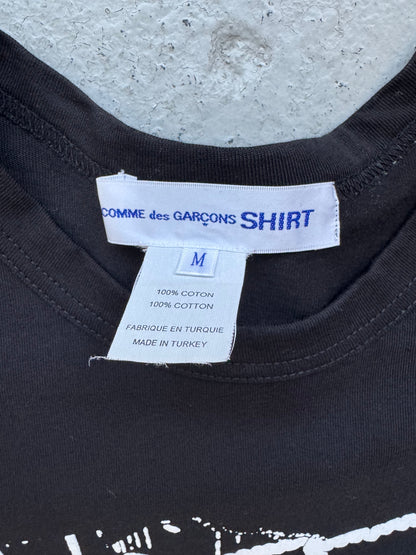 COMME des GARÇONS SHIRT
M
100% COTON
100% COTTON
FABRIQUE EN TURQUIE
MADE IN TURKEY